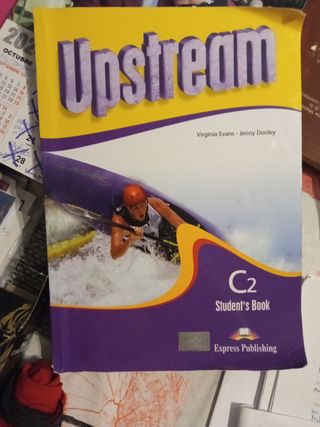 Upstream
Virginia Evans - Jenny Dooley
C2
Student's Book
Express Publishing
OCTUBRE
28